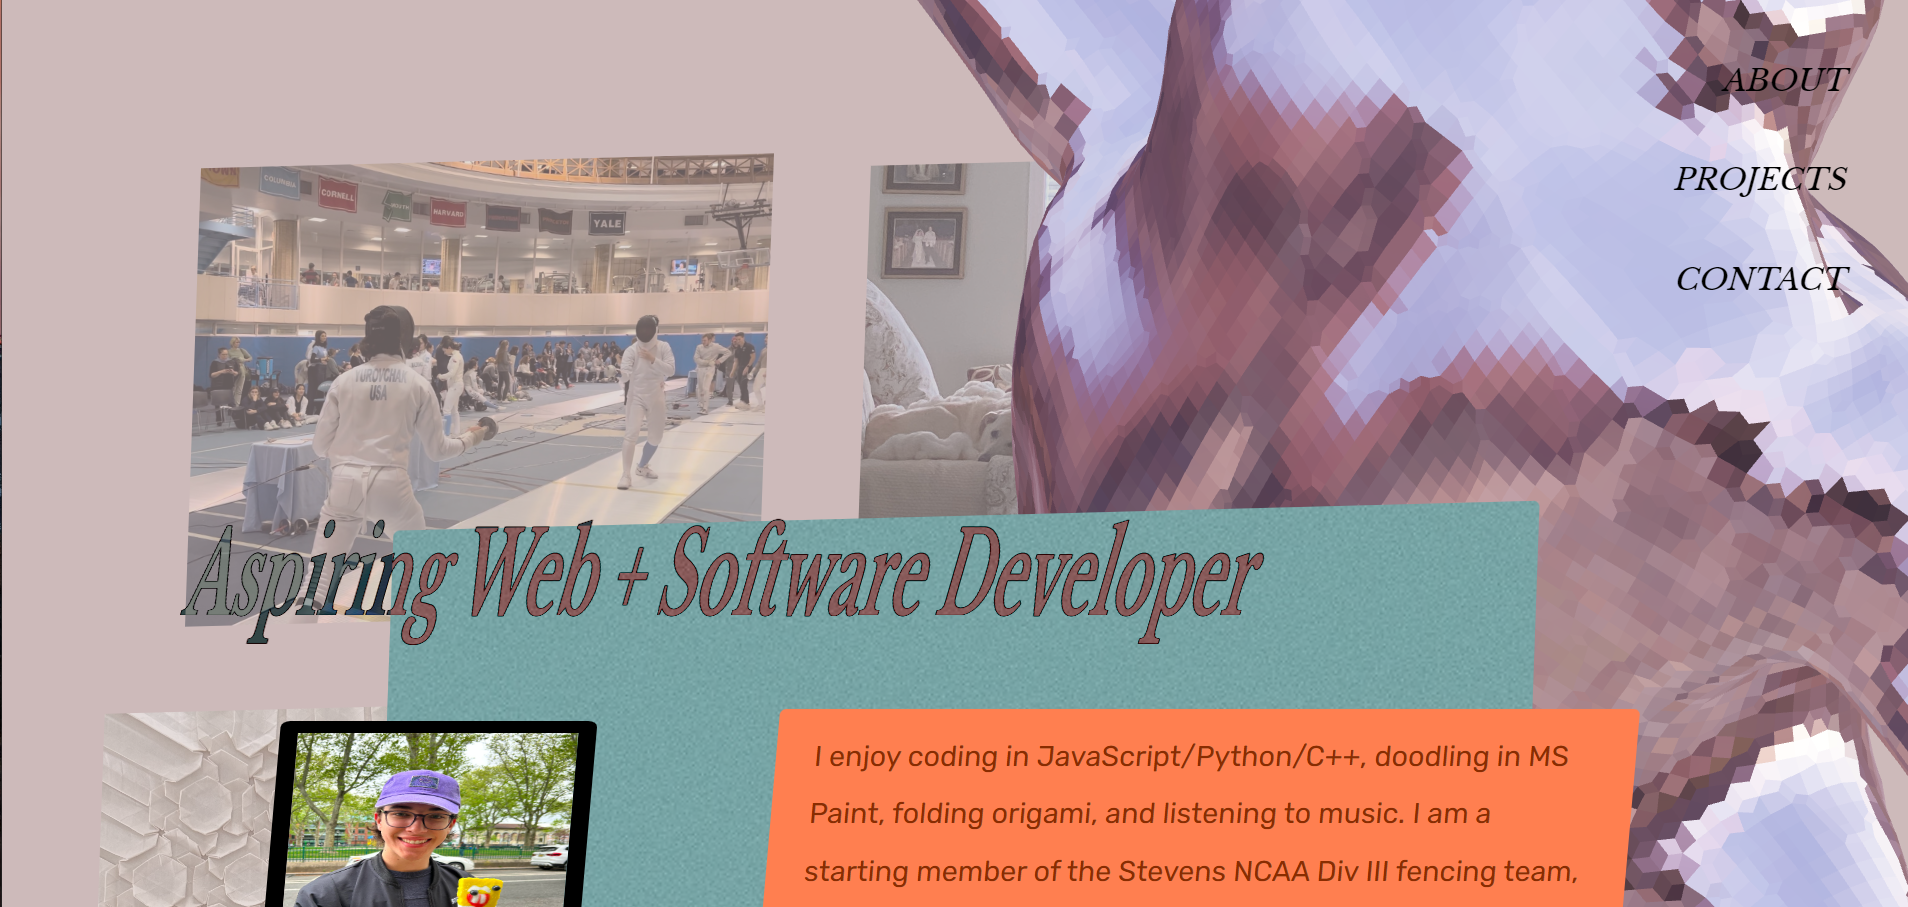 ABOUT
PROJECTS
CONTACT
COLUMBIA
CORNELL
HARVARD
YALE
USA
Aspiring Web + Software Developer
I enjoy coding in JavaScript/Python/C++, doodling in MS
Paint, folding origami, and listening to music. I am a
starting member of the Stevens NCAA Div III fencing team,